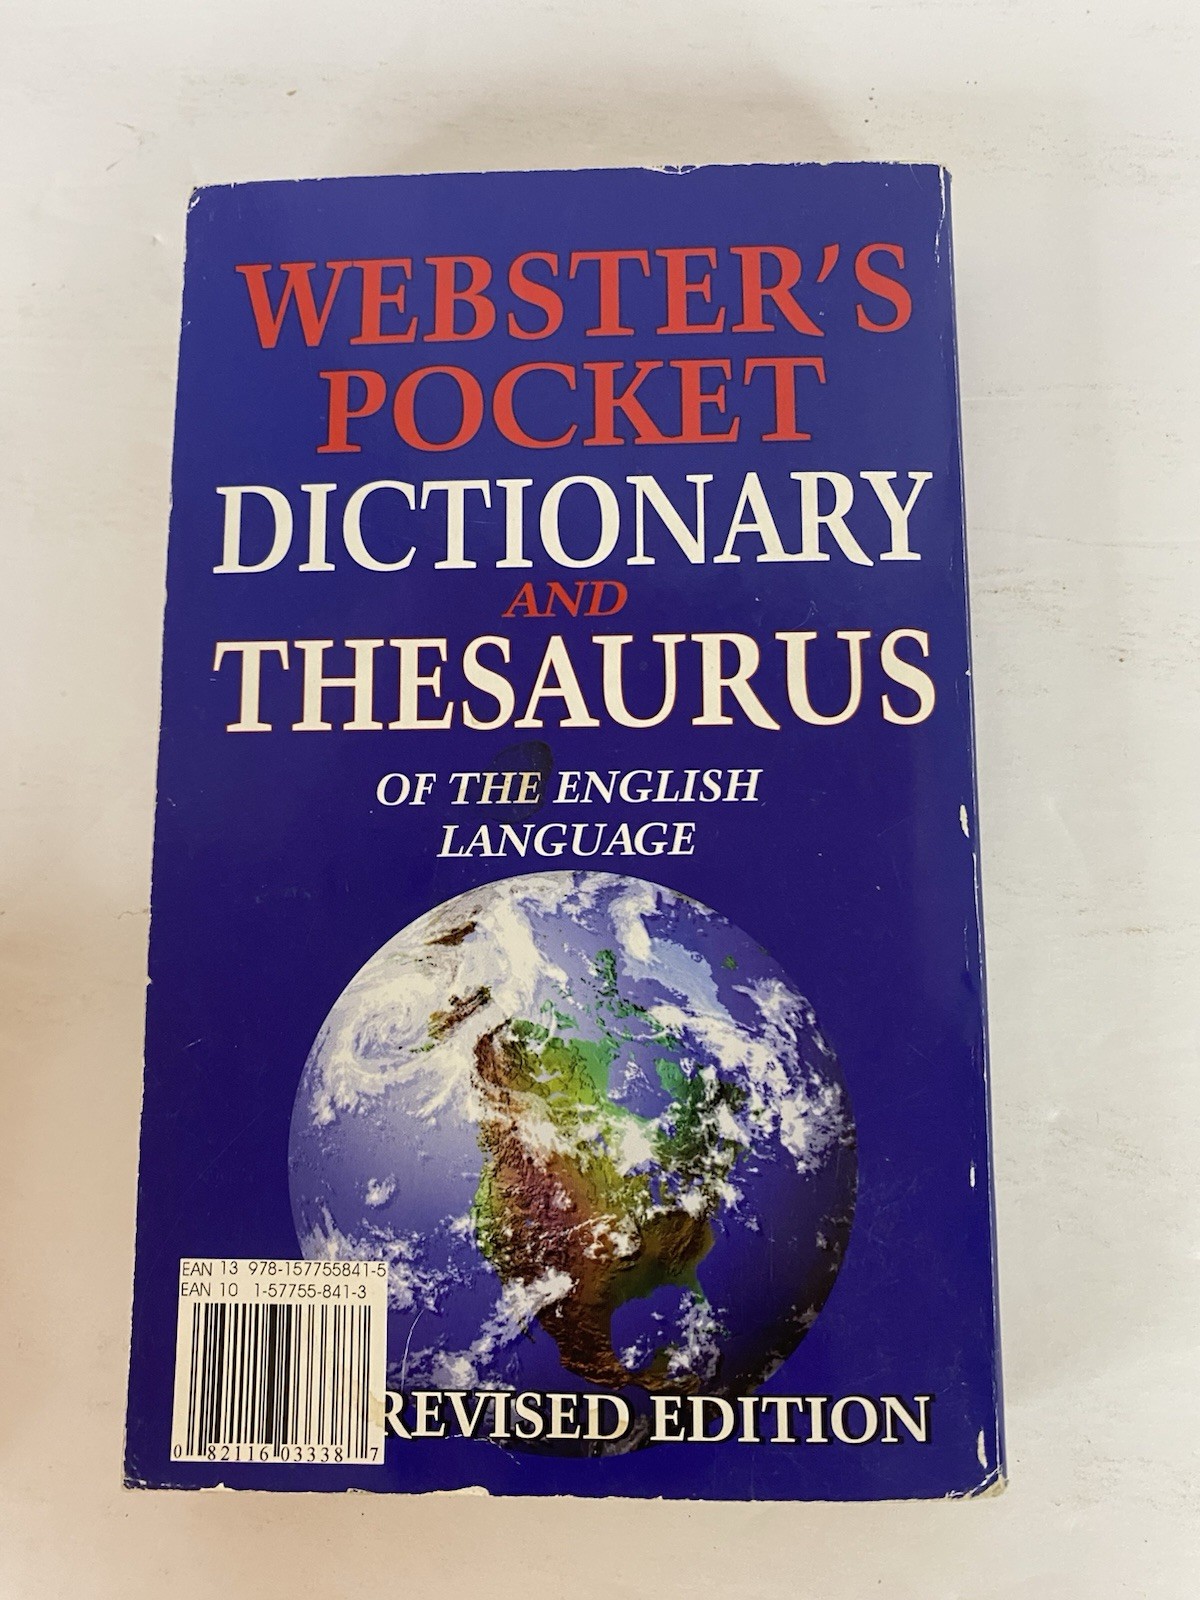 WEBSTER'S
POCKET
DICTIONARY
AND
THESAURUS
OF THE ENGLISH
LANGUAGE
EAN 13 978-157755841-5
EAN 10 1-57755-841-3
0 82116 03338 7
REVISED EDITION